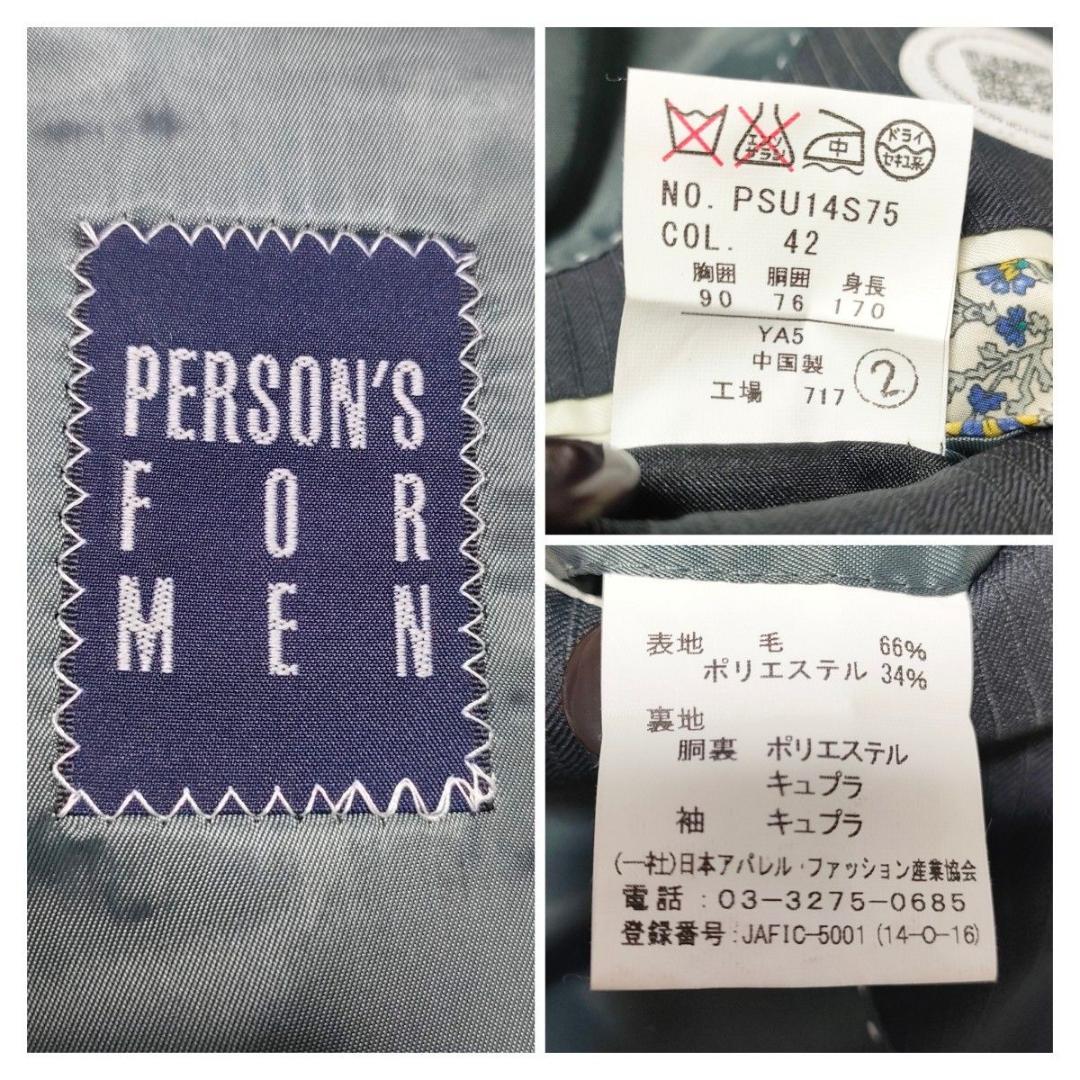 PERSON'S
FOR
MEN
エンソ
サラシ
中
ドライ
セキユ系
NO. PSU14S75
COL. 42
胸囲 胴囲 身長
90 76 170
YA5
中国製
工場 717 2
表地 毛 66%
ポリエステル 34%
裏地
胴裏 ポリエステル
キュプラ
袖 キュプラ
(一社)日本アパレル・ファッション産業協会
電話:03-3275-0685
登録番号:JAFIC-5001(14-0-16)